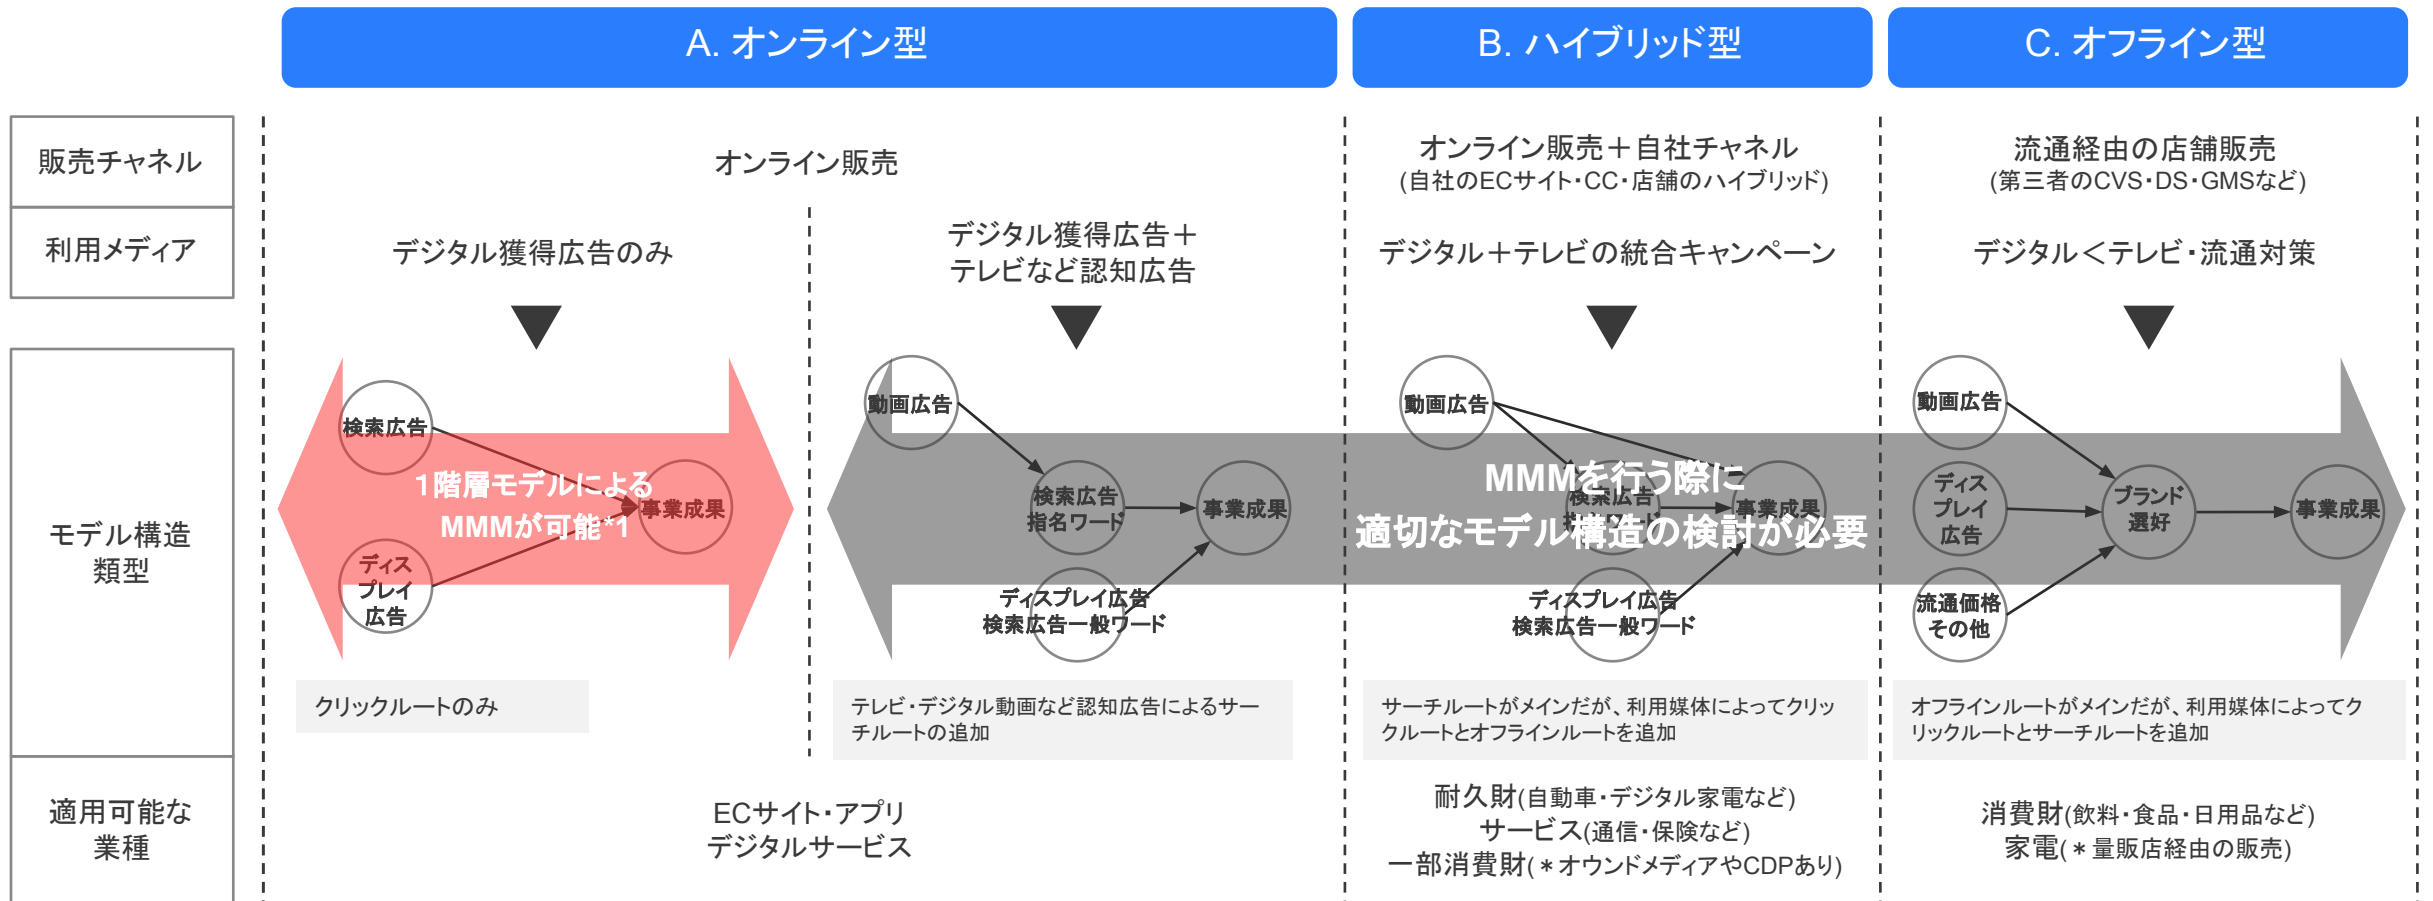 A. オンライン型
B. ハイブリッド型
C. オフライン型
販売チャネル
オンライン販売
オンライン販売＋自社チャネル
(自社のECサイト・CC・店舗のハイブリッド)
流通経由の店舗販売
(第三者のCVS・DS・GMSなど)
利用メディア
デジタル獲得広告のみ
デジタル獲得広告＋
テレビなど認知広告
デジタル＋テレビの統合キャンペーン
デジタル＜テレビ・流通対策
モデル構造
類型
検索広告
ディス
プレイ
広告
事業成果
1階層モデルによる
MMMが可能*1
クリックルートのみ
動画広告
検索広告
指名ワード
事業成果
ディスプレイ広告
検索広告一般ワード
テレビ・デジタル動画など認知広告によるサー
チルートの追加
動画広告
検索広告
指名ワード
事業成果
ディスプレイ広告
検索広告一般ワード
MMMを行う際に
適切なモデル構造の検討が必要
サーチルートがメインだが、利用媒体によってクリッ
クルートとオフラインルートを追加
動画広告
ディス
プレイ
広告
流通価格
その他
ブランド
選好
事業成果
オフラインルートがメインだが、利用媒体によってク
リックルートとサーチルートを追加
適用可能な
業種
ECサイト・アプリ
デジタルサービス
耐久財(自動車・デジタル家電など)
サービス(通信・保険など)
一部消費財(＊オウンドメディアやCDPあり)
消費財(飲料・食品・日用品など)
家電(＊量販店経由の販売)